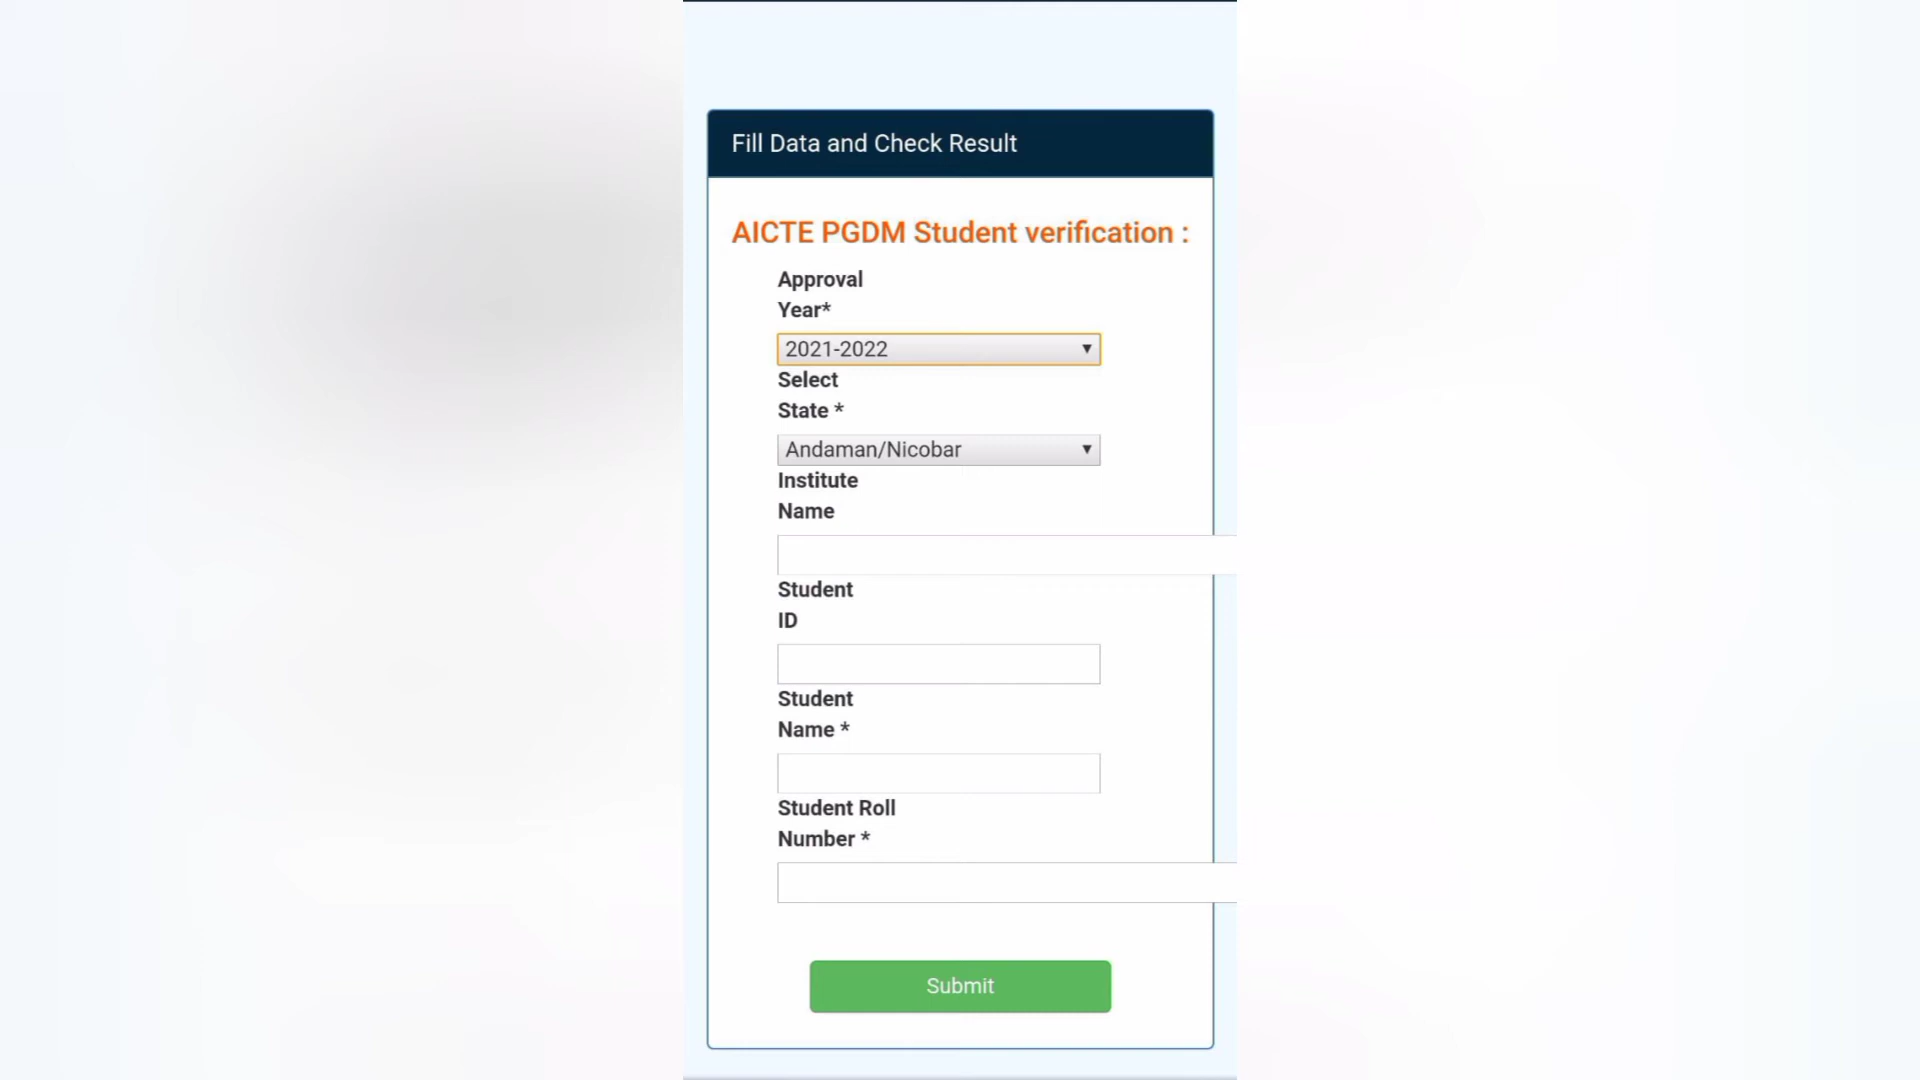 Fill Data and Check Result
AICTE PGDM Student verification :
Approval
Year*
2021-2022
Select
State *
Andaman/Nicobar
Institute
Name
Student
ID
Student
Name *
Student Roll
Number *
Submit